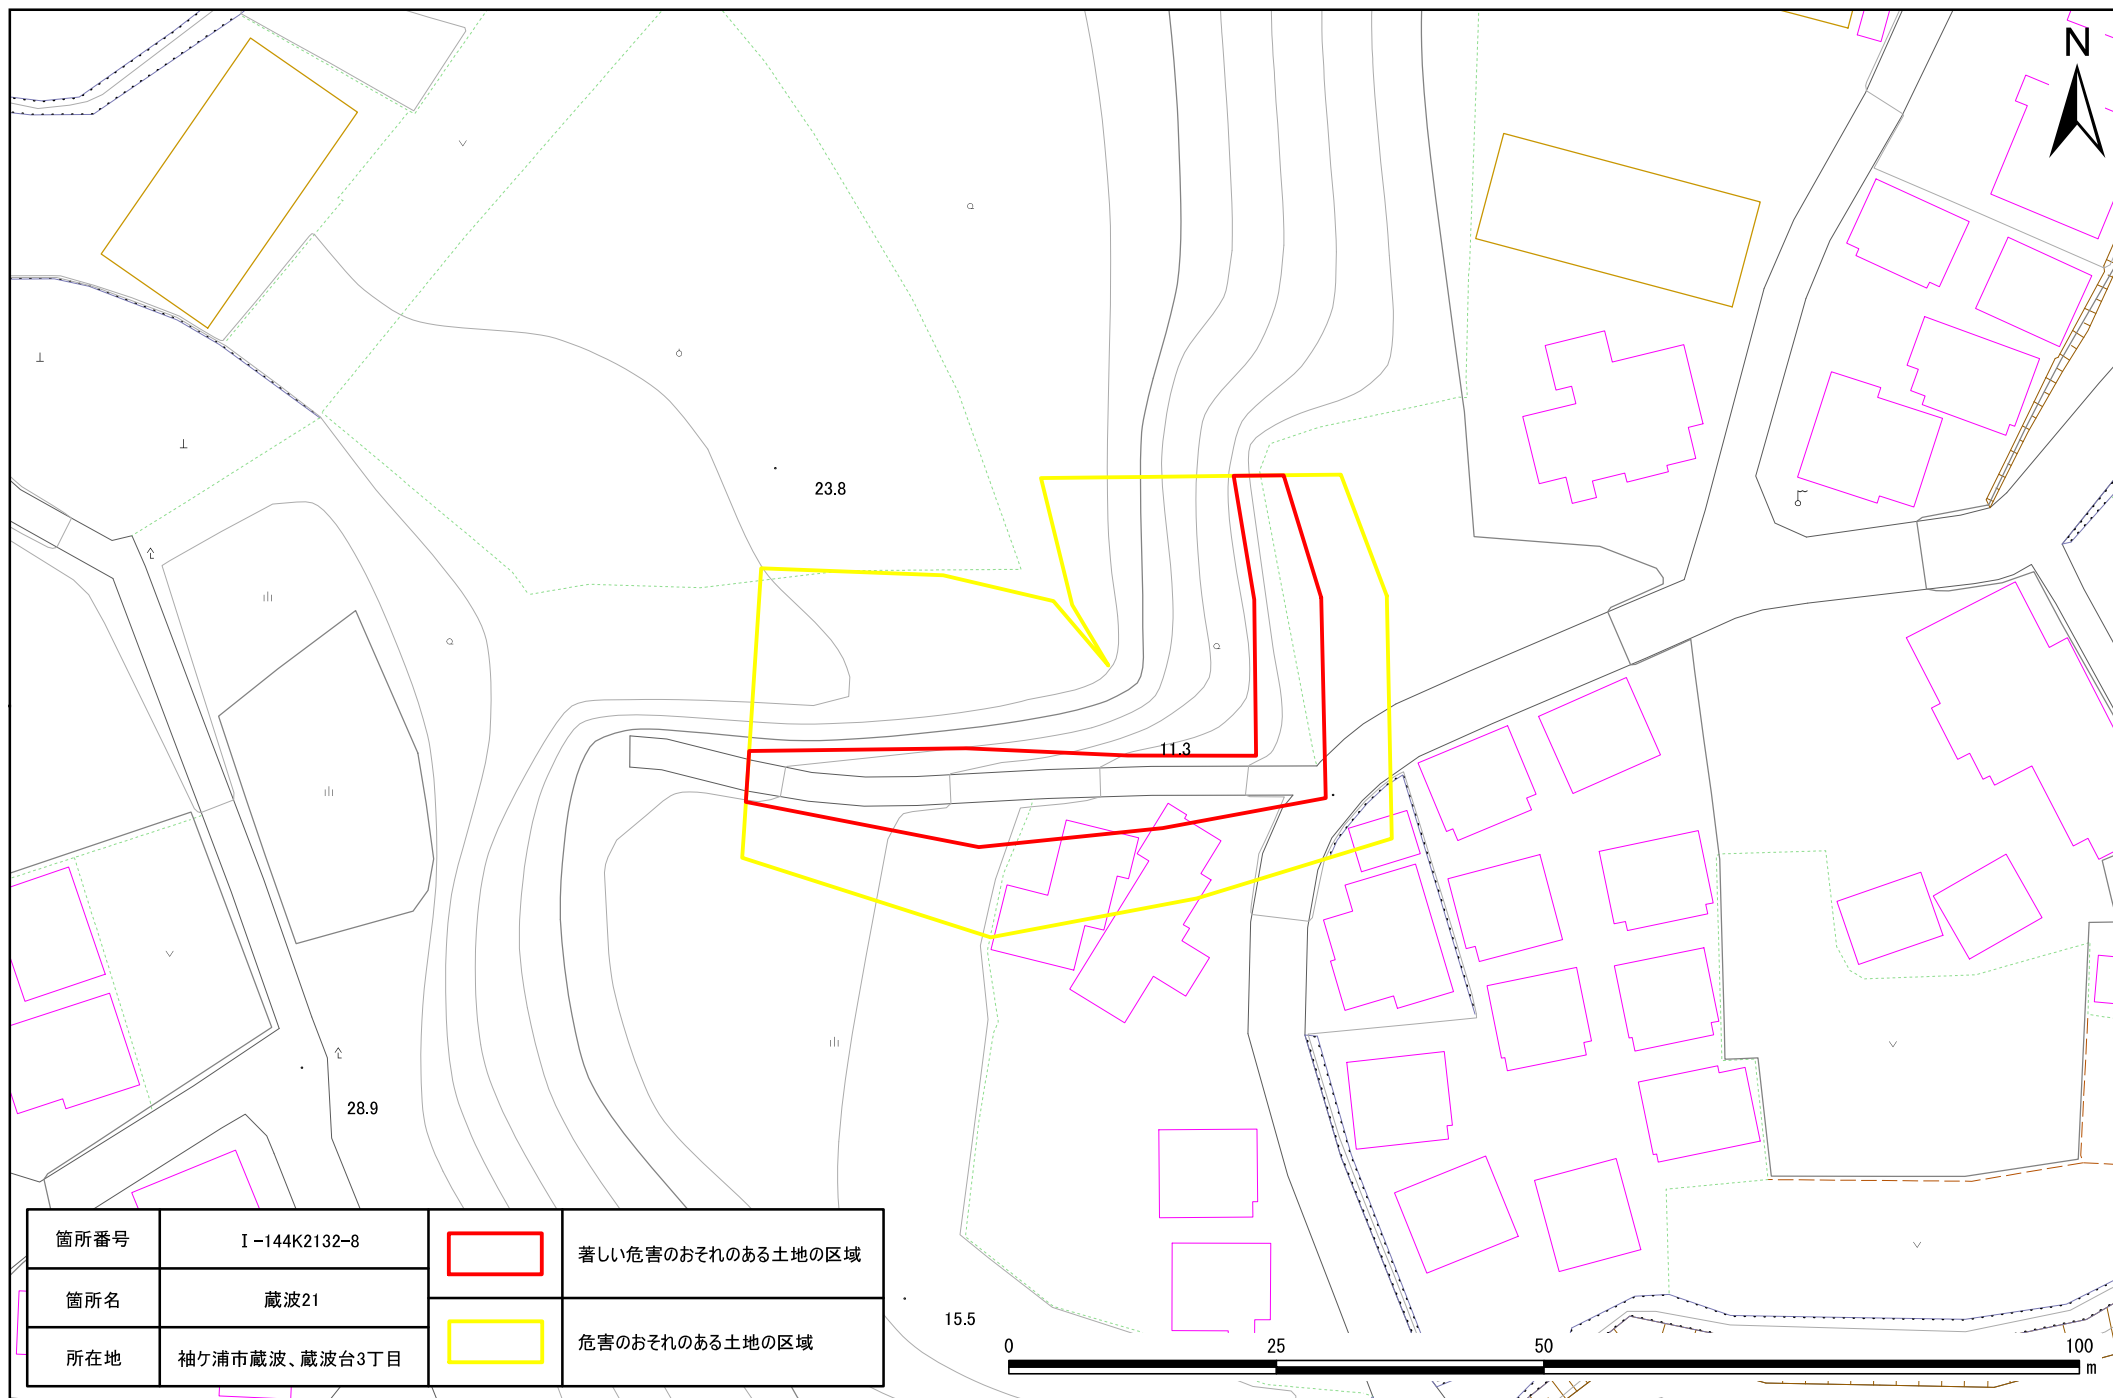 N
23.8
11.3
28.9
15.5
箇所番号
Ⅰ-144K2132-8
著しい危害のおそれのある土地の区域
箇所名
蔵波21
危害のおそれのある土地の区域
所在地
袖ケ浦市蔵波、蔵波台3丁目
0 25 50 100
m